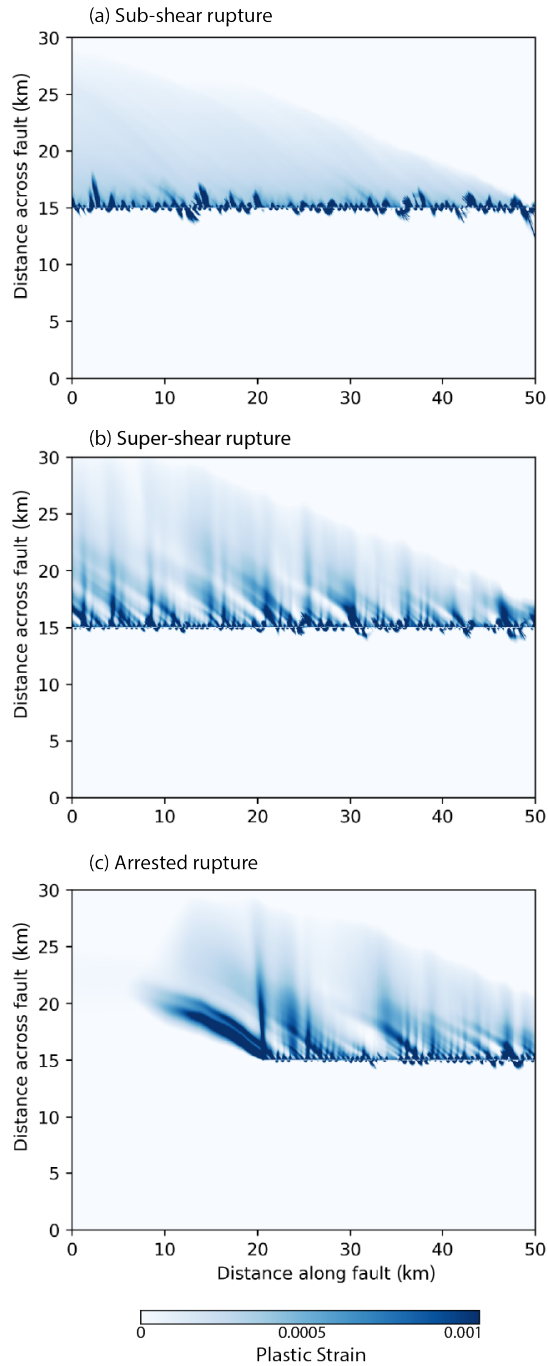 (a) Sub-shear rupture
30
25
20
15
10
5
0
Distance across fault (km)
0 10 20 30 40 50
(b) Super-shear rupture
30
25
20
15
10
5
0
Distance across fault (km)
0 10 20 30 40 50
(c) Arrested rupture
30
25
20
15
10
5
0
Distance across fault (km)
0 10 20 30 40 50
Distance along fault (km)
0 0.0005 0.001
Plastic Strain